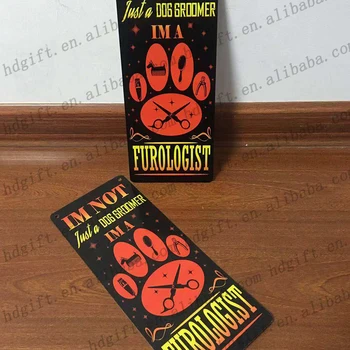 Just a DOG GROOMER
IM A
FUROLOGIST
IM NOT
Just a DOG GROOMER
IM A
FUROLOGIST
hdgift.en.alibaba.com